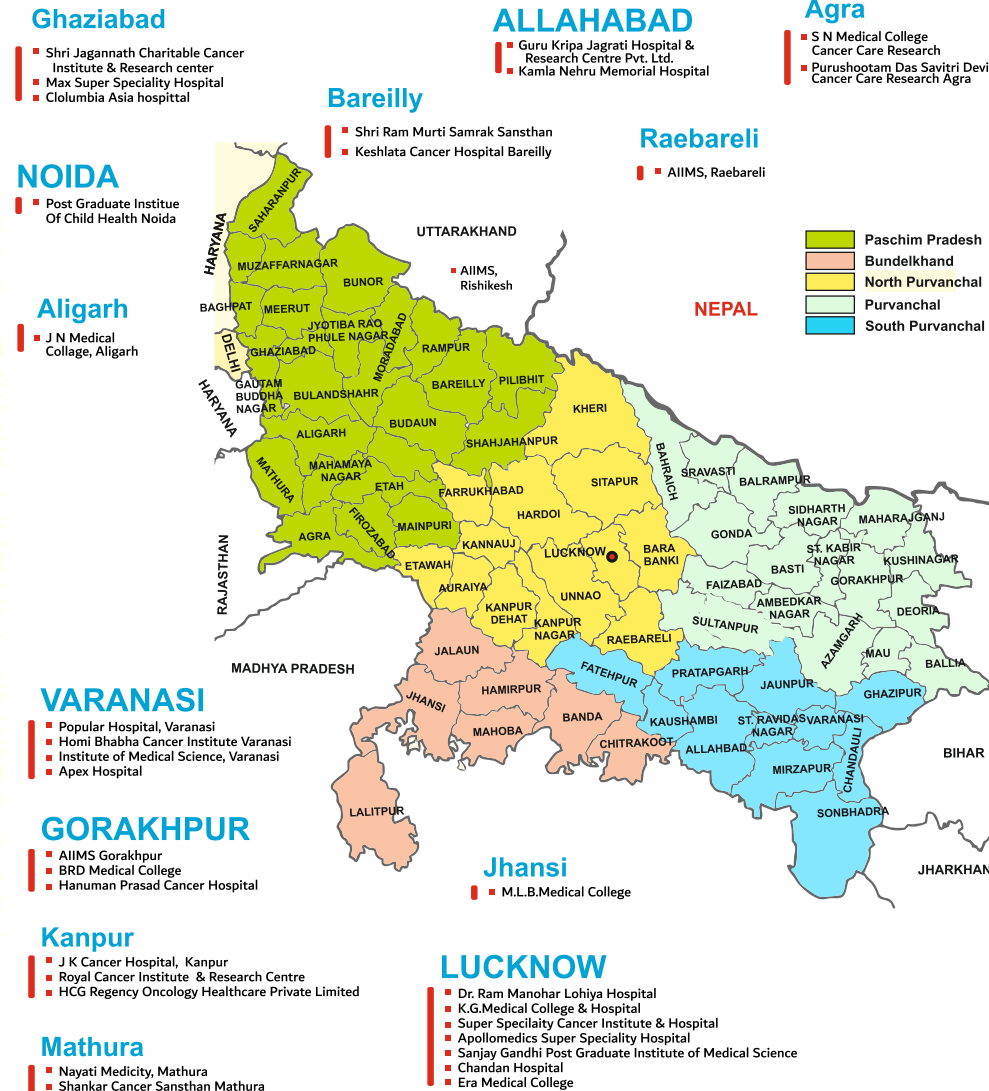 Ghaziabad
Shri Jagannath Charitable Cancer
Institute & Research center
Max Super Speciality Hospital
Clolumbia Asia hospittal
ALLAHABAD
Guru Kripa Jagrati Hospital &
Research Centre Pvt. Ltd.
Kamla Nehru Memorial Hospital
Agra
S N Medical College
Cancer Care Research
Purushootam Das Savitri Devi
Cancer Care Research Agra
Bareilly
Shri Ram Murti Samrak Sansthan
Keshlata Cancer Hospital Bareilly
Raebareli
AIIMS, Raebareli
NOIDA
Post Graduate Institue
Of Child Health Noida
Aligarh
J N Medical
Collage, Aligarh
UTTARAKHAND
AIIMS,
Rishikesh
NEPAL
Paschim Pradesh
Bundelkhand
North Purvanchal
Purvanchal
South Purvanchal
HARYANA
DELHI
HARYANA
RAJASTHAN
MADHYA PRADESH
BIHAR
JHARKHAN
SAHARANPUR
MUZAFFARNAGAR
BUNOR
BAGHPAT
MEERUT
JYOTIBA RAO
PHULE NAGAR
MORADABAD
RAMPUR
GHAZIABAD
GAUTAM
BUDDHA
NAGAR
BULANDSHAHR
BAREILLY
PILIBHIT
BUDAUN
ALIGARH
SHAHJAHANPUR
MATHURA
MAHAMAYA
NAGAR
ETAH
FIROZABAD
MAINPURI
AGRA
KHERI
SITAPUR
FARRUKHABAD
HARDOI
KANNAUJ
LUCKNOW
BARA
BANKI
ETAWAH
AURAIYA
KANPUR
DEHAT
UNNAO
KANPUR
NAGAR
RAEBARELI
BAHRAICH
SRAVASTI
BALRAMPUR
SIDHARTH
NAGAR
MAHARAJGANJ
GONDA
ST. KABIR
NAGAR
KUSHINAGAR
BASTI
GORAKHPUR
FAIZABAD
AMBEDKAR
NAGAR
DEORIA
SULTANPUR
AZAMGARH
MAU
BALLIA
JALAUN
JHANSI
HAMIRPUR
MAHOBA
BANDA
CHITRAKOOT
LALITPUR
FATEHPUR
PRATAPGARH
JAUNPUR
GHAZIPUR
KAUSHAMBI
ST. RAVIDAS
NAGAR
VARANASI
ALLAHBAD
MIRZAPUR
CHANDAULI
SONBHADRA
VARANASI
Popular Hospital, Varanasi
Homi Bhabha Cancer Institute Varanasi
Institute of Medical Science, Varanasi
Apex Hospital
GORAKHPUR
AIIMS Gorakhpur
BRD Medical College
Hanuman Prasad Cancer Hospital
Jhansi
M.L.B.Medical College
Kanpur
J K Cancer Hospital, Kanpur
Royal Cancer Institute & Research Centre
HCG Regency Oncology Healthcare Private Limited
LUCKNOW
Dr. Ram Manohar Lohiya Hospital
K.G.Medical College & Hospital
Super Specilaity Cancer Institute & Hospital
Apollomedics Super Speciality Hospital
Sanjay Gandhi Post Graduate Institute of Medical Science
Chandan Hospital
Era Medical College
Mathura
Nayati Medicity, Mathura
Shankar Cancer Sansthan Mathura